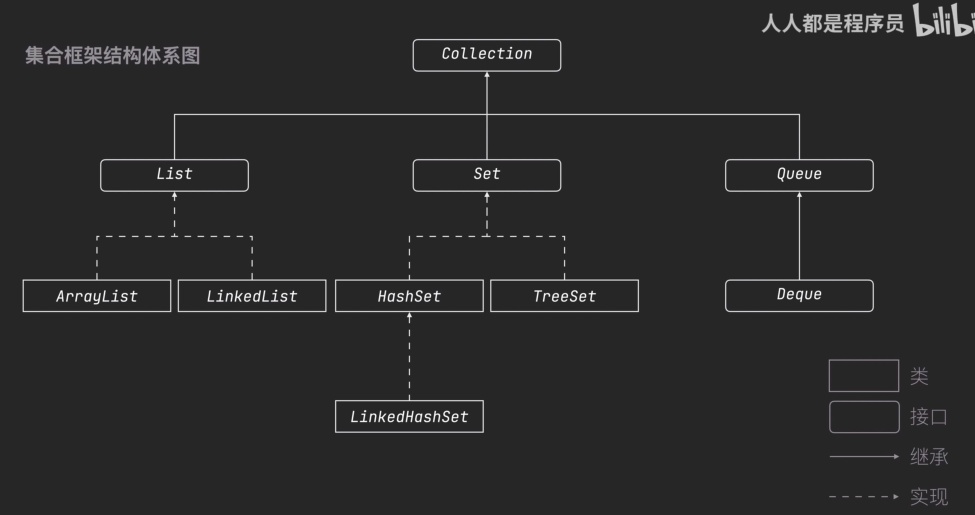 人人都是程序员
集合框架结构体系图
Collection
List
Set
Queue
ArrayList
LinkedList
HashSet
TreeSet
Deque
LinkedHashSet
类
接口
继承
实现